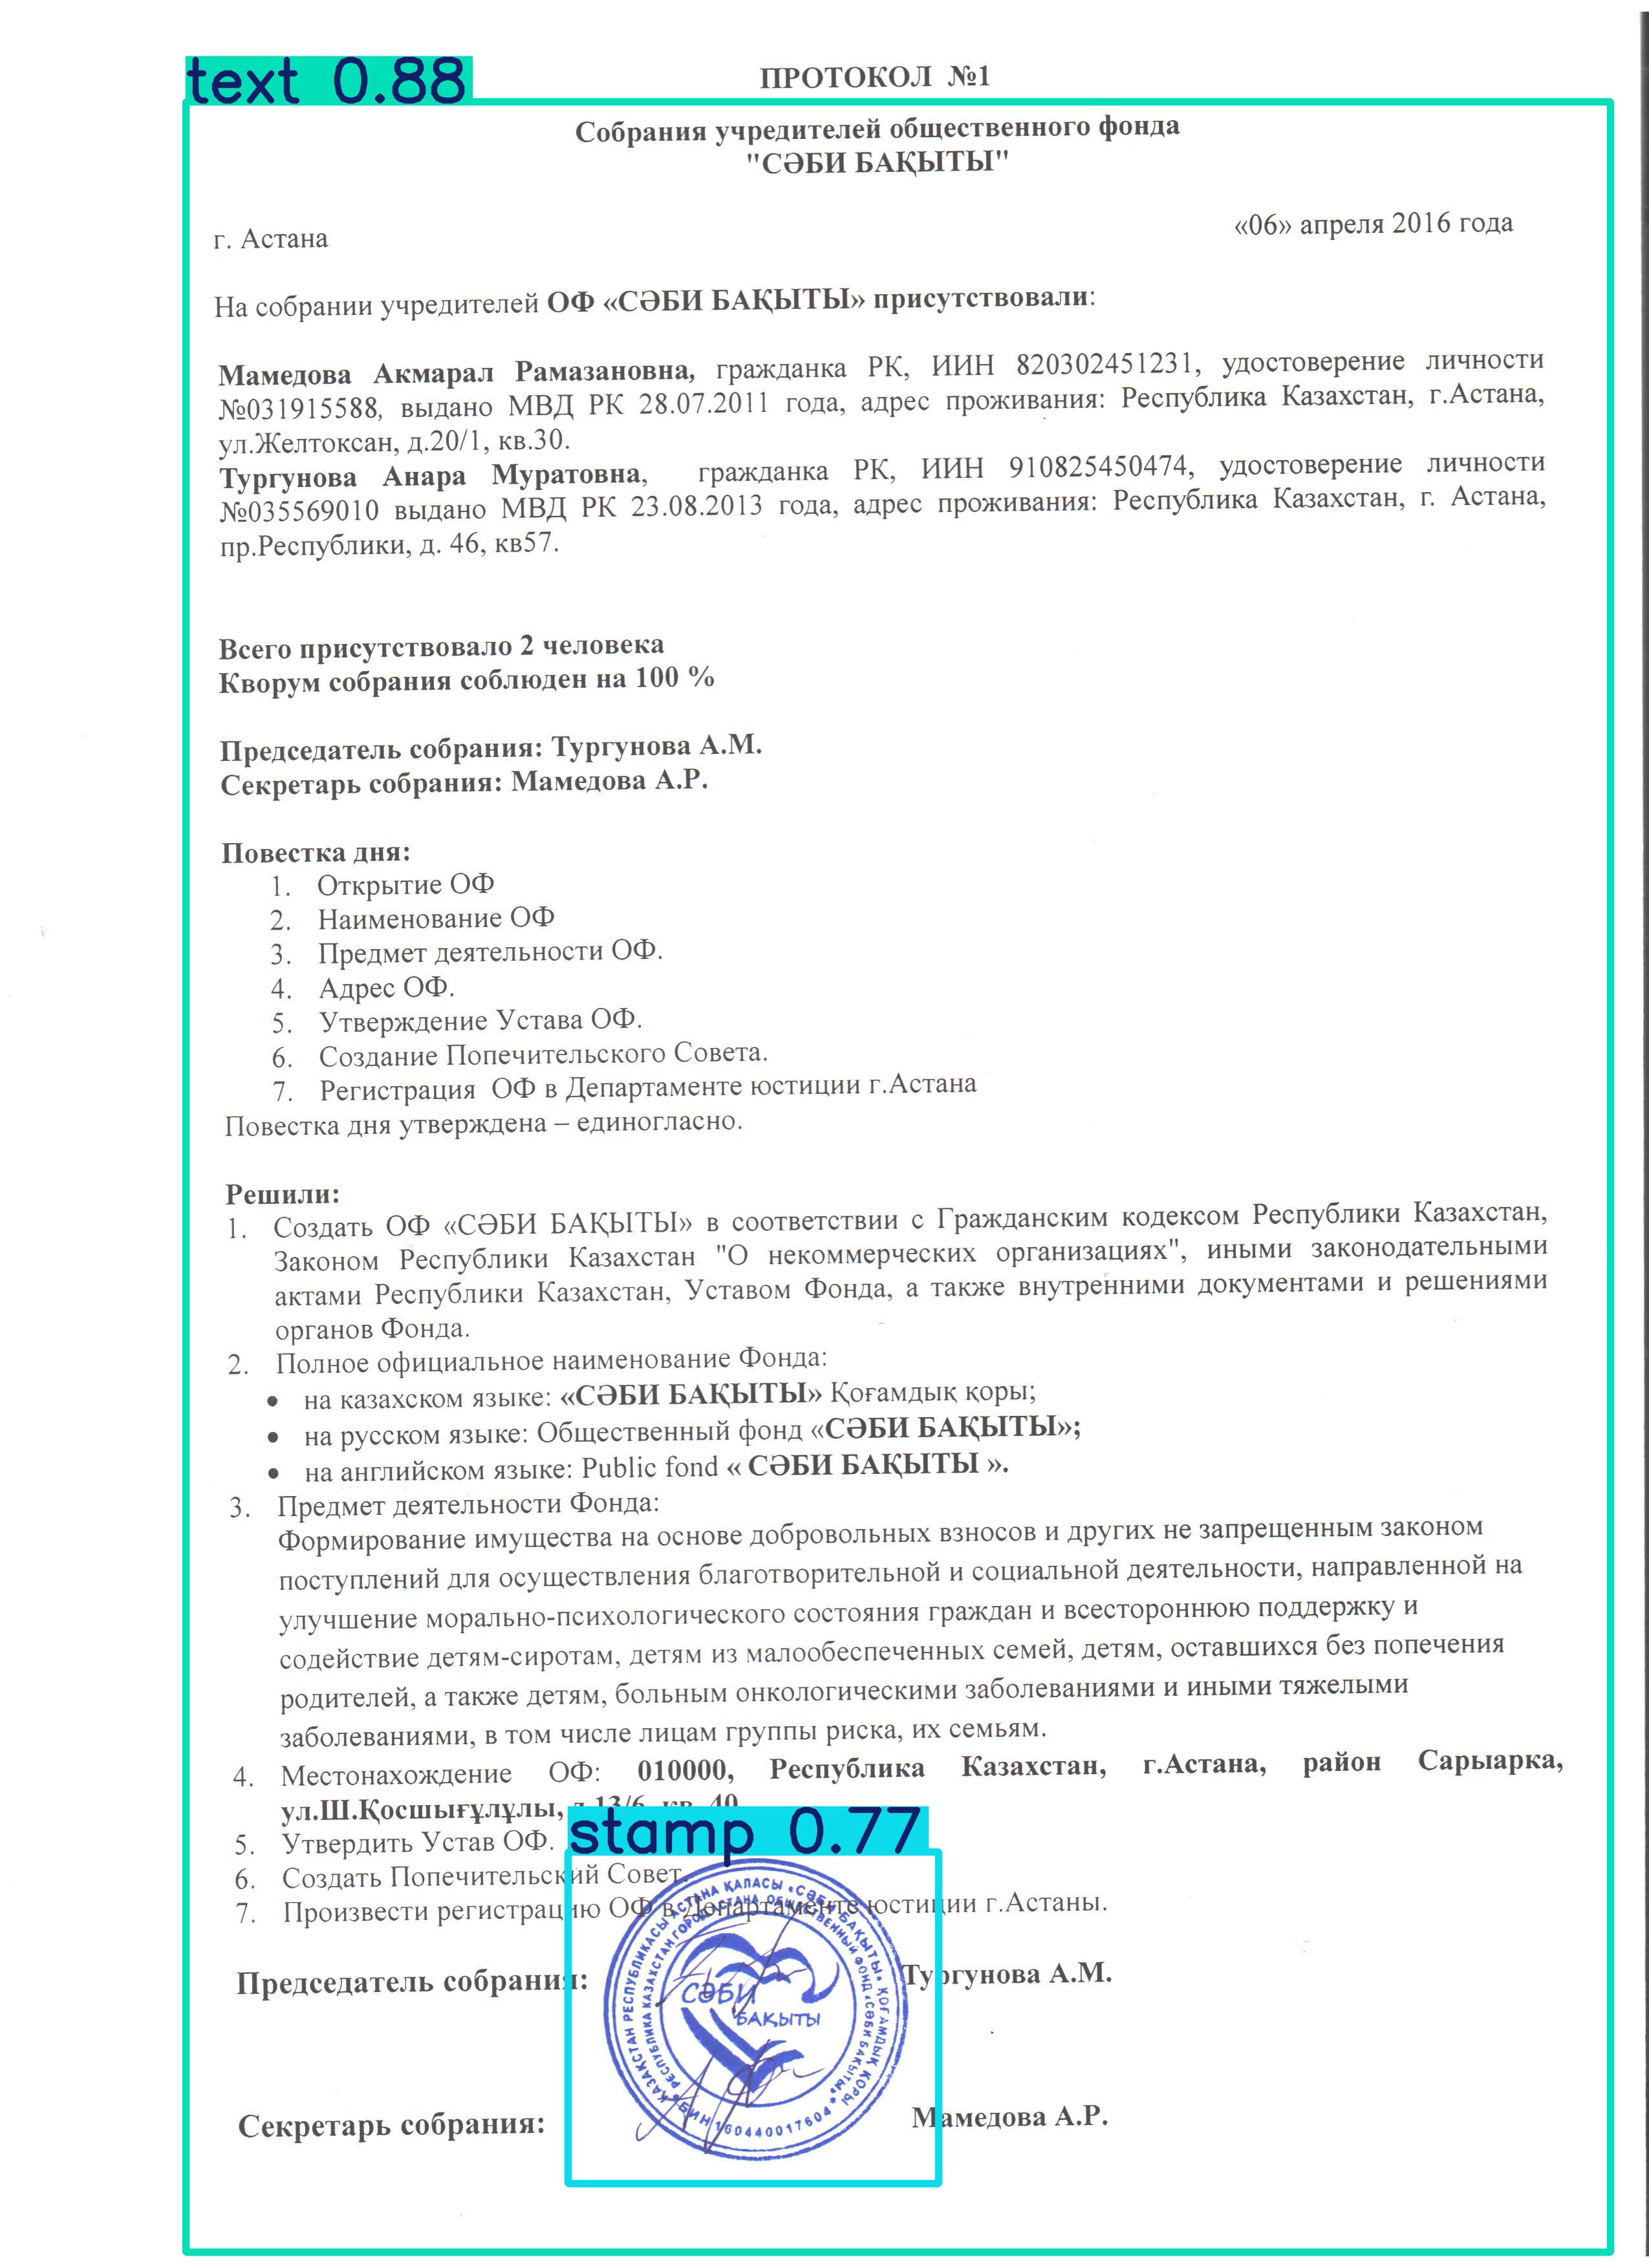 text 0.88
ПРОТОКОЛ №1
Собрания учредителей общественного фонда
"СӘБИ БАҚЫТЫ"
г. Астана «06» апреля 2016 года
На собрании учредителей ОФ «СӘБИ БАҚЫТЫ» присутствовали:
Мамедова Акмарал Рамазановна, гражданка РК, ИИН 820302451231, удостоверение личности
№031915588, выдано МВД РК 28.07.2011 года, адрес проживания: Республика Казахстан, г.Астана,
ул.Желтоксан, д.20/1, кв.30.
Тургунова Анара Муратовна, гражданка РК, ИИН 910825450474, удостоверение личности
№035569010 выдано МВД РК 23.08.2013 года, адрес проживания: Республика Казахстан, г. Астана,
пр.Республики, д. 46, кв57.
Всего присутствовало 2 человека
Кворум собрания соблюден на 100 %
Председатель собрания: Тургунова А.М.
Секретарь собрания: Мамедова А.Р.
Повестка дня:
1. Открытие ОФ
2. Наименование ОФ
3. Предмет деятельности ОФ.
4. Адрес ОФ.
5. Утверждение Устава ОФ.
6. Создание Попечительского Совета.
7. Регистрация ОФ в Департаменте юстиции г.Астана
Повестка дня утверждена – единогласно.
Решили:
1. Создать ОФ «СӘБИ БАҚЫТЫ» в соответствии с Гражданским кодексом Республики Казахстан,
Законом Республики Казахстан "О некоммерческих организациях", иными законодательными
актами Республики Казахстан, Уставом Фонда, а также внутренними документами и решениями
органов Фонда.
2. Полное официальное наименование Фонда:
• на казахском языке: «СӘБИ БАҚЫТЫ» Қоғамдық қоры;
• на русском языке: Общественный фонд «СӘБИ БАҚЫТЫ»;
• на английском языке: Public fond « СӘБИ БАҚЫТЫ ».
3. Предмет деятельности Фонда:
Формирование имущества на основе добровольных взносов и других не запрещенным законом
поступлений для осуществления благотворительной и социальной деятельности, направленной на
улучшение морально-психологического состояния граждан и всестороннюю поддержку и
содействие детям-сиротам, детям из малообеспеченных семей, детям, оставшихся без попечения
родителей, а также детям, больным онкологическими заболеваниями и иными тяжелыми
заболеваниями, в том числе лицам группы риска, их семьям.
4. Местонахождение ОФ: 010000, Республика Казахстан, г.Астана, район Сарыарка,
ул.Ш.Қосшығұлұлы, д.13/6, кв. 40
stamp 0.77
5. Утвердить Устав ОФ.
6. Создать Попечительский Совет.
7. Произвести регистрацию ОФ в Департаменте юстиции г.Астаны.
ҚАЗАҚСТАН РЕСПУБЛИКАСЫ АСТАНА ҚАЛАСЫ «СӘБИ БАҚЫТЫ» ҚОҒАМДЫҚ ҚОРЫ
РЕСПУБЛИКА КАЗАХСТАН ГОРОД АСТАНА ОБЩЕСТВЕННЫЙ ФОНД «СӘБИ БАҚЫТЫ»
СӘБИ
БАҚЫТЫ
* БИН 160440017604 *
Председатель собрания: Тургунова А.М.
Секретарь собрания: Мамедова А.Р.